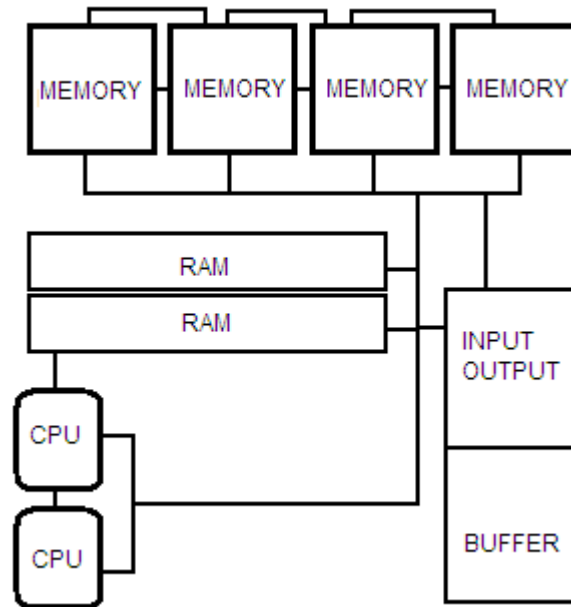 MEMORY MEMORY MEMORY MEMORY
RAM
RAM
INPUT
OUTPUT
CPU
BUFFER
CPU